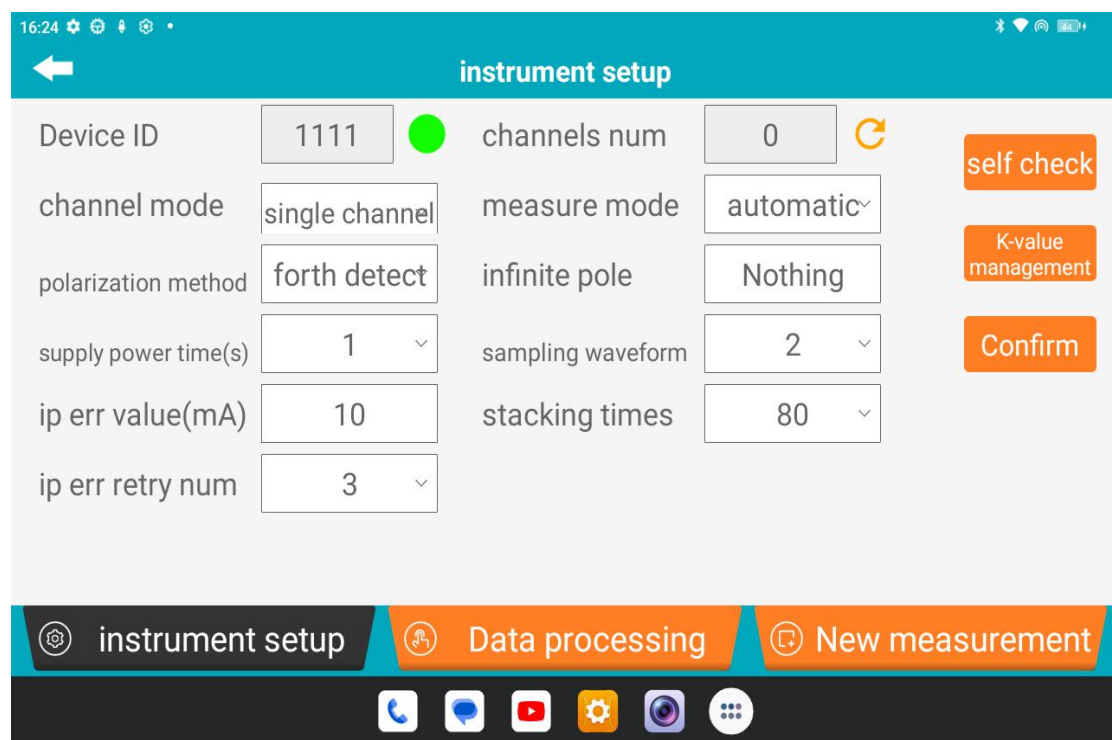 16:24
44
instrument setup
Device ID 1111 channels num 0
self check
channel mode single channel measure mode automatic
K-value
management
polarization method forth detect infinite pole Nothing
supply power time(s) 1 sampling waveform 2
Confirm
ip err value(mA) 10 stacking times 80
ip err retry num 3
instrument setup Data processing New measurement